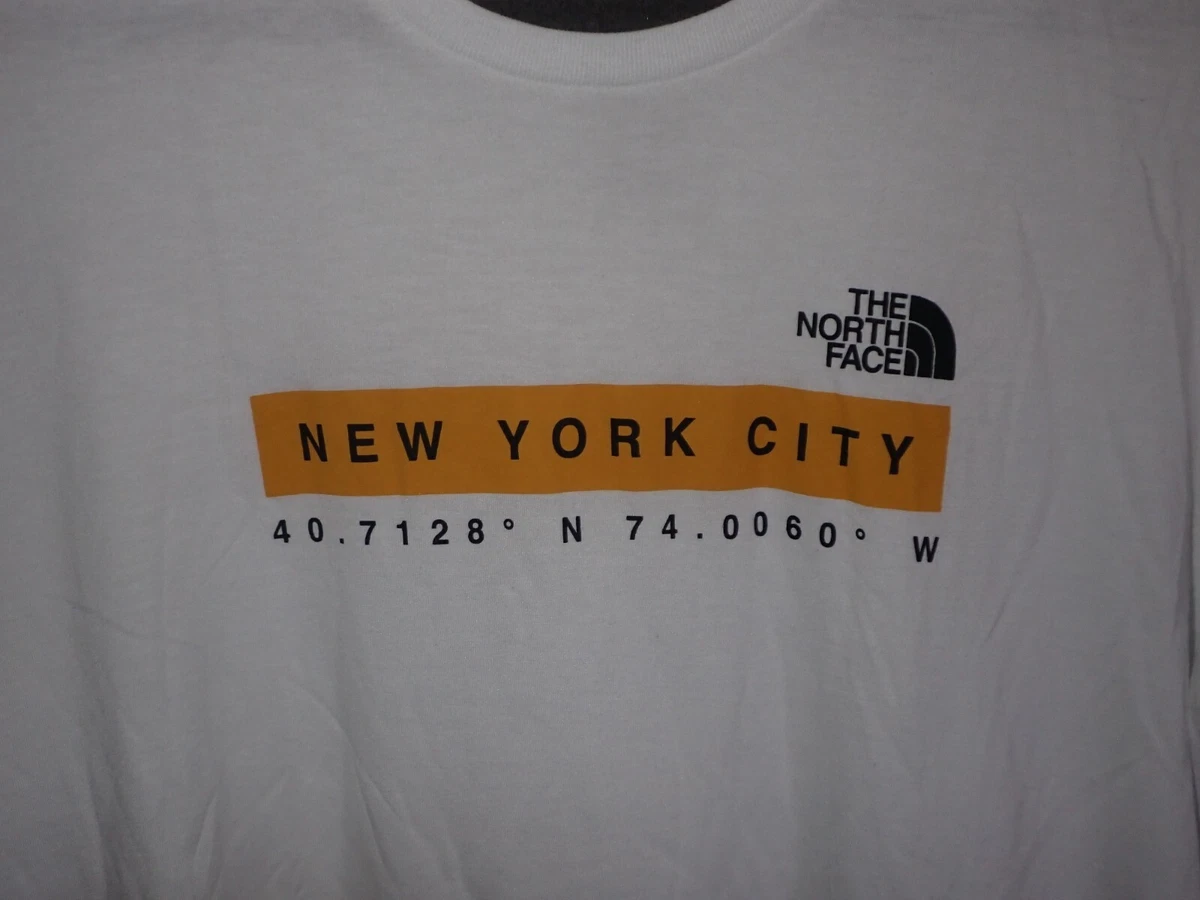 THE
NORTH
FACE
NEW YORK CITY
40.7128° N 74.0060° W